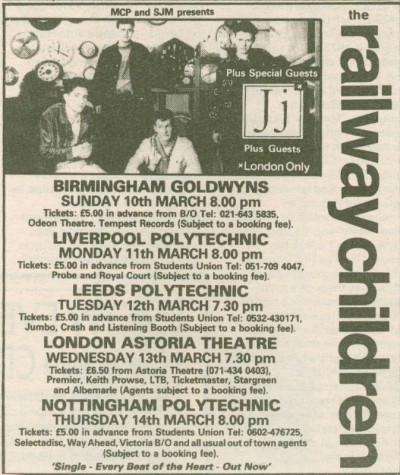 MCP and SJM presents
the
railway children
Plus Special Guests
Jj*
Plus Guests
*London Only
BIRMINGHAM GOLDWYNS
SUNDAY 10th MARCH 8.00 pm
Tickets: £5.00 in advance from B/O Tel: 021-643 5835,
Odeon Theatre. Tempest Records (Subject to a booking fee).
LIVERPOOL POLYTECHNIC
MONDAY 11th MARCH 8.00 pm
Tickets: £5.00 in advance from Students Union Tel: 051-709 4047,
Probe and Royal Court (Subject to a booking fee).
LEEDS POLYTECHNIC
TUESDAY 12th MARCH 7.30 pm
Tickets: £5.00 in advance from Students Union Tel: 0532-430171,
Jumbo, Crash and Listening Booth (Subject to a booking fee).
LONDON ASTORIA THEATRE
WEDNESDAY 13th MARCH 7.30 pm
Tickets: £6.50 from Astoria Theatre (071-434 0403),
Premier, Keith Prowse, LTB, Ticketmaster, Stargreen
and Albemarle (Agents subject to a booking fee).
NOTTINGHAM POLYTECHNIC
THURSDAY 14th MARCH 8.00 pm
Tickets: £5.00 in advance from Students Union Tel: 0602-476725,
Selectadisc, Way Ahead, Victoria B/O and all usual out of town agents
(Subject to a booking fee).
'Single - Every Beat of the Heart - Out Now'